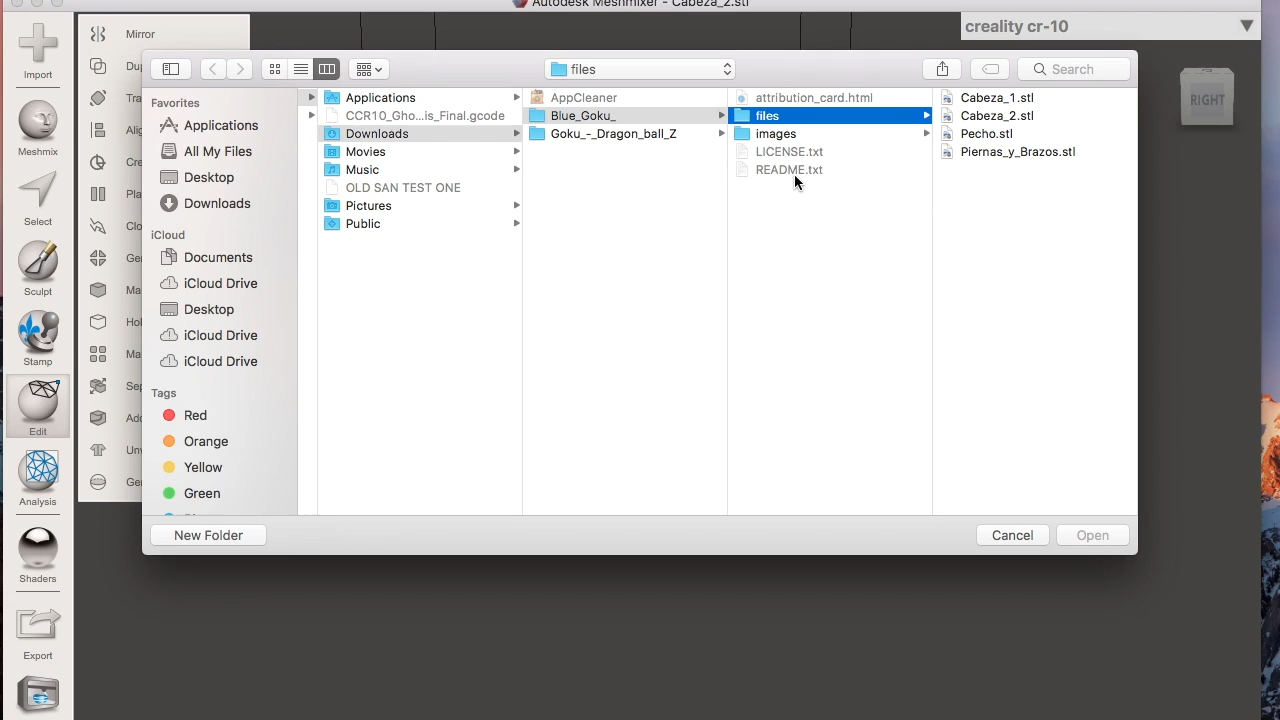 Autodesk Meshmixer - Cabeza_2.stl
creality cr-10
RIGHT
Import
Meshmix
Select
Sculpt
Stamp
Edit
Analysis
Shaders
Export
Mirror
files
Search
Favorites
Applications
All My Files
Desktop
Downloads
iCloud
Documents
iCloud Drive
Desktop
iCloud Drive
iCloud Drive
Tags
Red
Orange
Yellow
Green
Applications
CCR10_Gho...is_Final.gcode
Downloads
Movies
Music
OLD SAN TEST ONE
Pictures
Public
AppCleaner
Blue_Goku_
Goku_-_Dragon_ball_Z
attribution_card.html
files
images
LICENSE.txt
README.txt
Cabeza_1.stl
Cabeza_2.stl
Pecho.stl
Piernas_y_Brazos.stl
New Folder
Cancel
Open